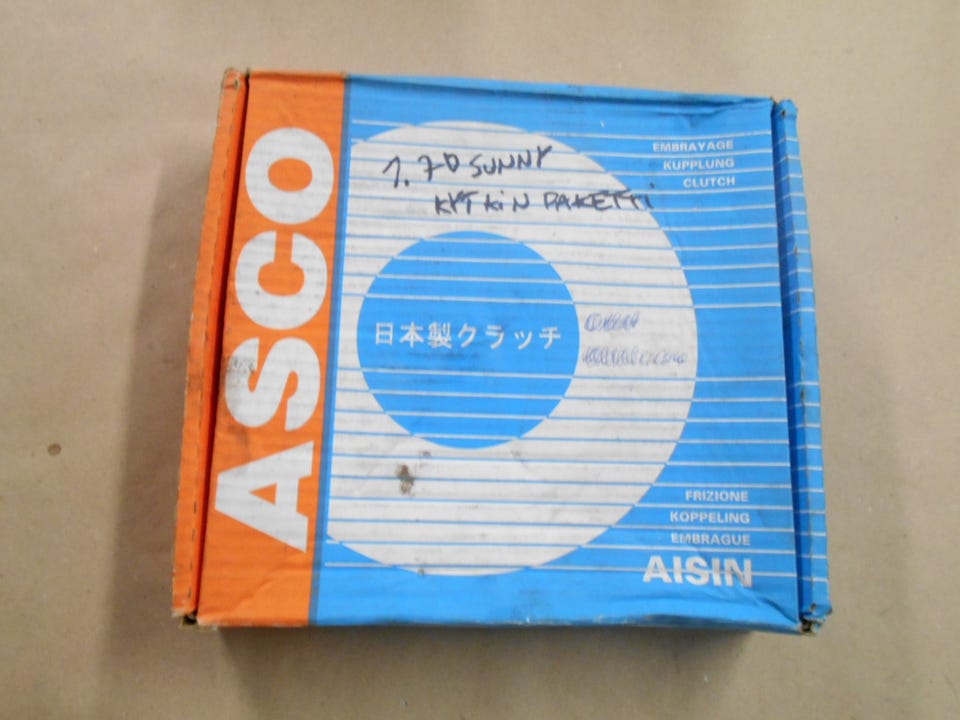 ASCO
1.7D SUNNY
KYTKIN PAKETTI
EMBRAYAGE
KUPPLUNG
CLUTCH
日本製クラッチ
FRIZIONE
KOPPELING
EMBRAGUE
AISIN